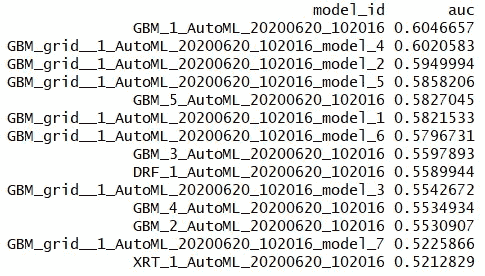 model_id auc
GBM_1_AutoML_20200620_102016 0.6046657
GBM_grid__1_AutoML_20200620_102016_model_4 0.6020583
GBM_grid__1_AutoML_20200620_102016_model_2 0.5949994
GBM_grid__1_AutoML_20200620_102016_model_5 0.5858206
GBM_5_AutoML_20200620_102016 0.5827045
GBM_grid__1_AutoML_20200620_102016_model_1 0.5821533
GBM_grid__1_AutoML_20200620_102016_model_6 0.5796731
GBM_3_AutoML_20200620_102016 0.5597893
DRF_1_AutoML_20200620_102016 0.5589944
GBM_grid__1_AutoML_20200620_102016_model_3 0.5542672
GBM_4_AutoML_20200620_102016 0.5534934
GBM_2_AutoML_20200620_102016 0.5530907
GBM_grid__1_AutoML_20200620_102016_model_7 0.5225866
XRT_1_AutoML_20200620_102016 0.5212829